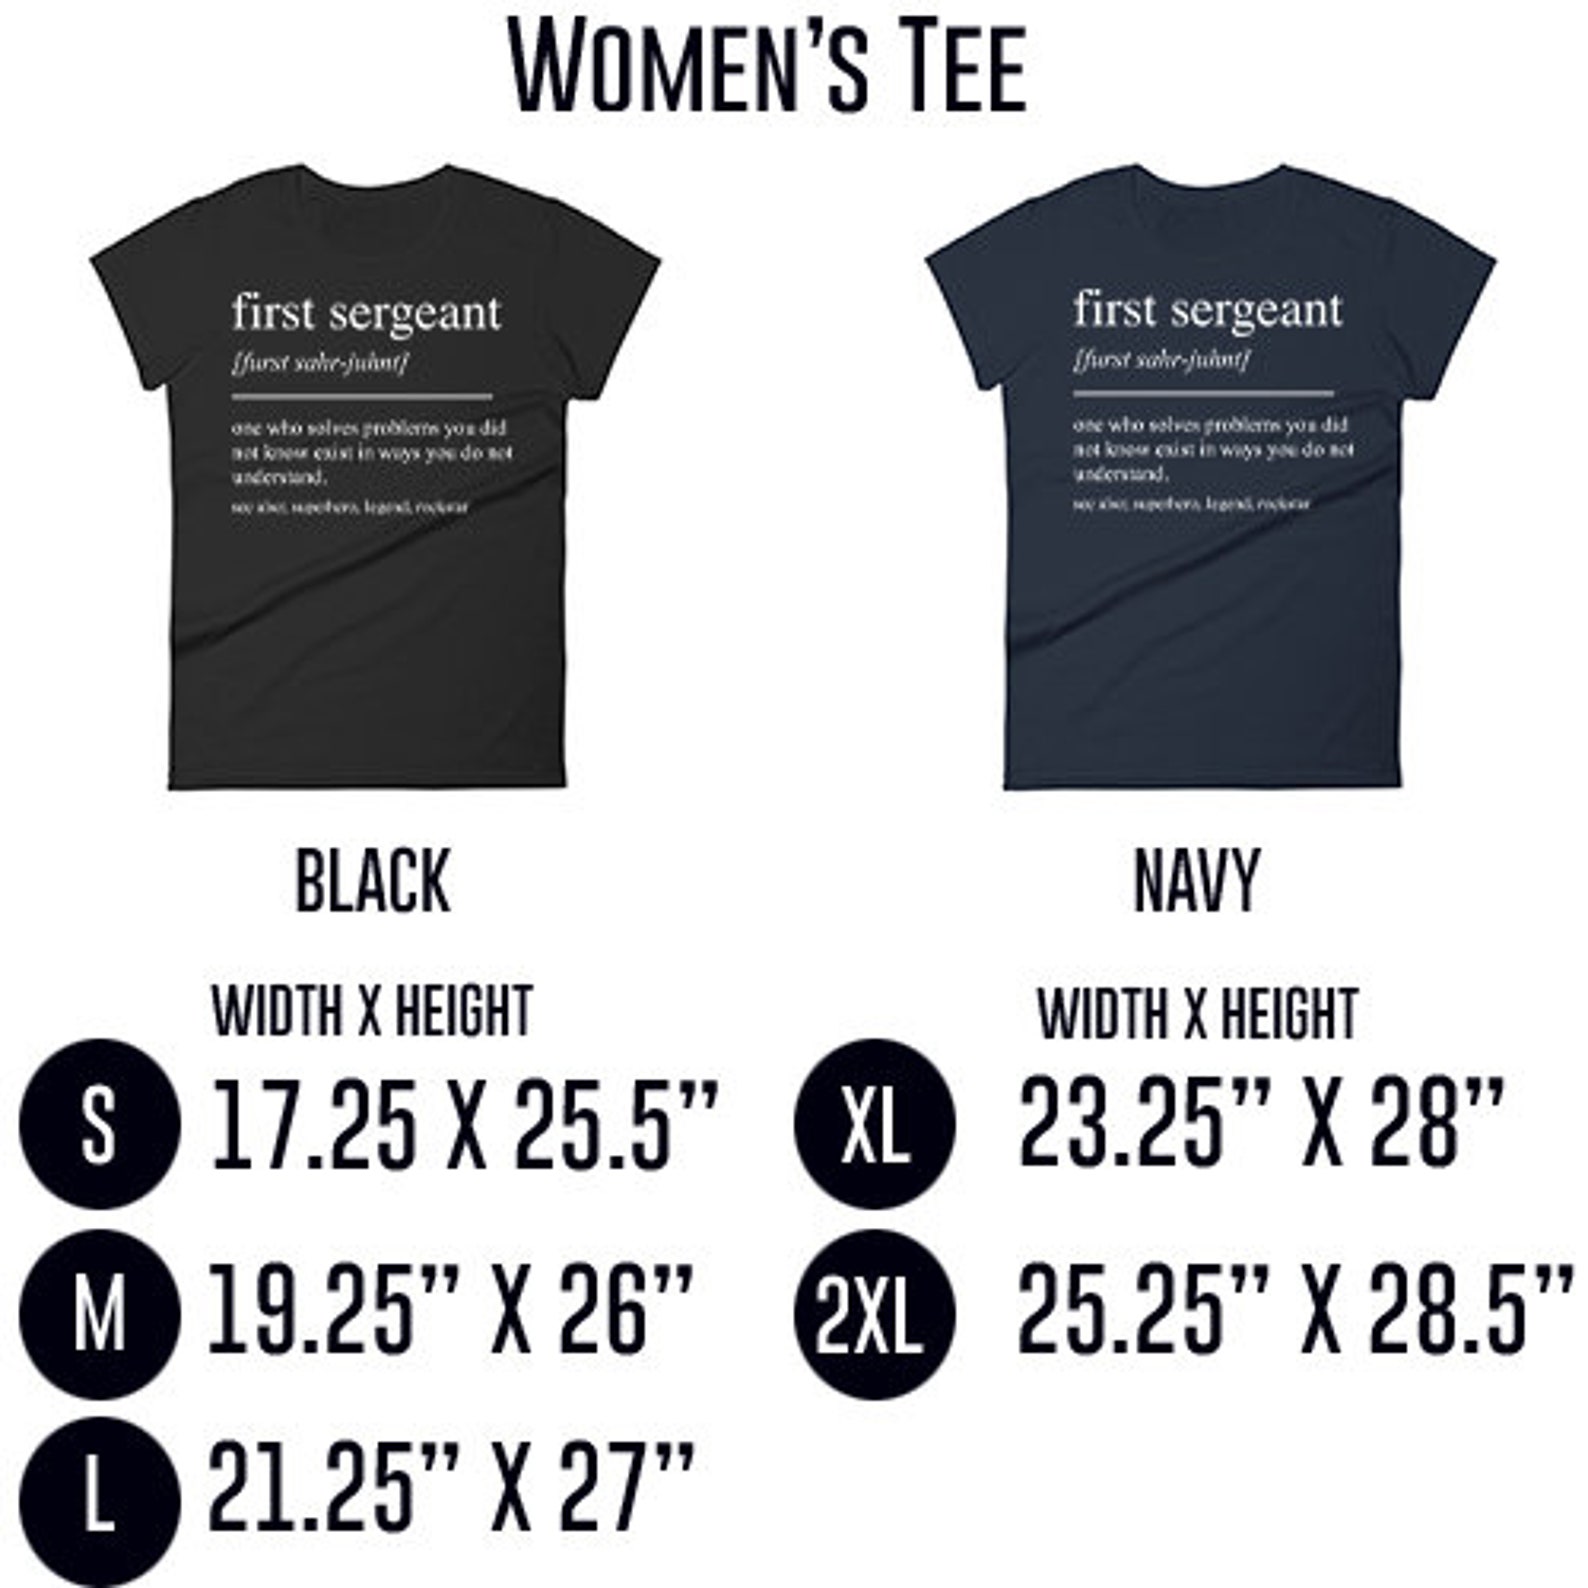 WOMEN'S TEE
first sergeant
[furst sahr-juhnt]
one who solves problems you did
not know exist in ways you do not
understand.
see also: superhero, legend, rockstar
first sergeant
[furst sahr-juhnt]
one who solves problems you did
not know exist in ways you do not
understand.
see also: superhero, legend, rockstar
BLACK
NAVY
WIDTH X HEIGHT
S 17.25 X 25.5”
M 19.25” X 26”
L 21.25” X 27”
WIDTH X HEIGHT
XL 23.25” X 28”
2XL 25.25” X 28.5”